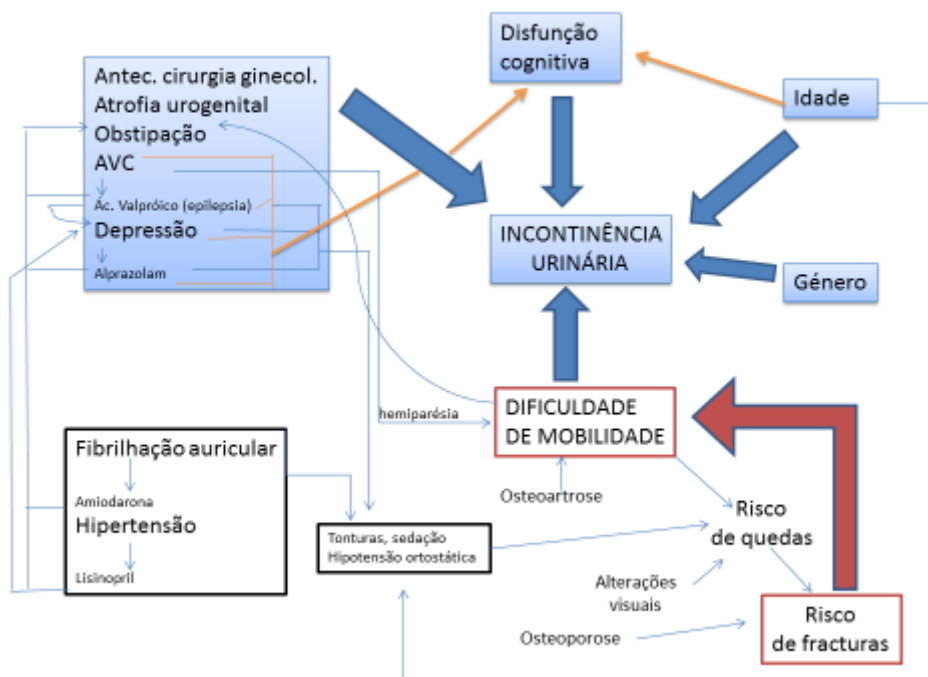 Disfunção
cognitiva
Idade
Antec. cirurgia ginecol.
Atrofia urogenital
Obstipação
AVC
Ác. Valpróico (epilepsia)
Depressão
Alprazolam
INCONTINÊNCIA
URINÁRIA
Género
hemiparésia
DIFICULDADE
DE MOBILIDADE
Fibrilhação auricular
Amiodarona
Hipertensão
Lisinopril
Osteoartrose
Tonturas, sedação
Hipotensão ortostática
Risco
de quedas
Alterações
visuais
Osteoporose
Risco
de fracturas